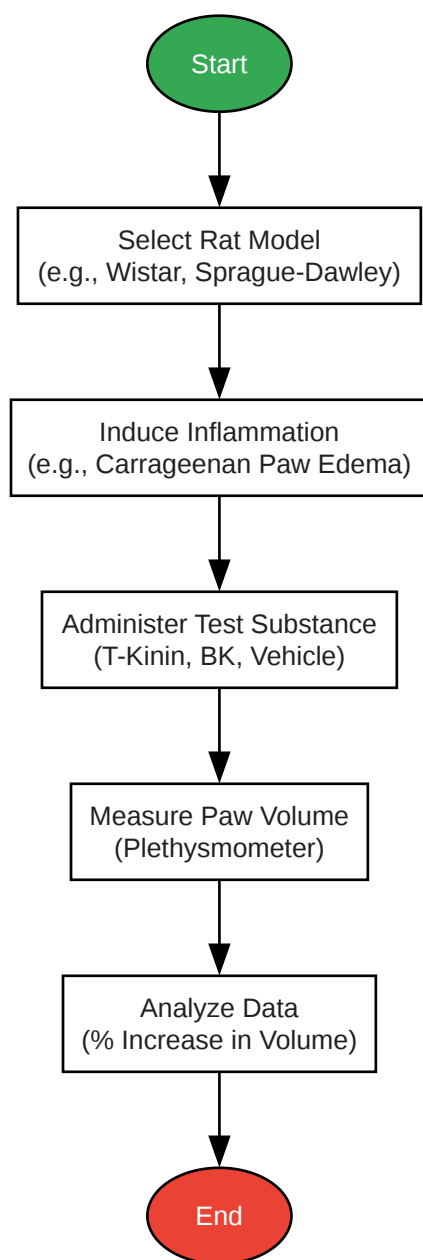 Start
Select Rat Model
(e.g., Wistar, Sprague-Dawley)
Induce Inflammation
(e.g., Carrageenan Paw Edema)
Administer Test Substance
(T-Kinin, BK, Vehicle)
Measure Paw Volume
(Plethysmometer)
Analyze Data
(% Increase in Volume)
End